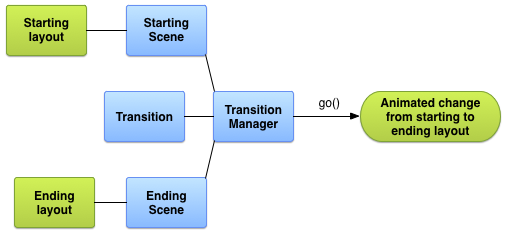 Starting
layout
Starting
Scene
Transition
Transition
Manager
go()
Animated change
from starting to
ending layout
Ending
layout
Ending
Scene